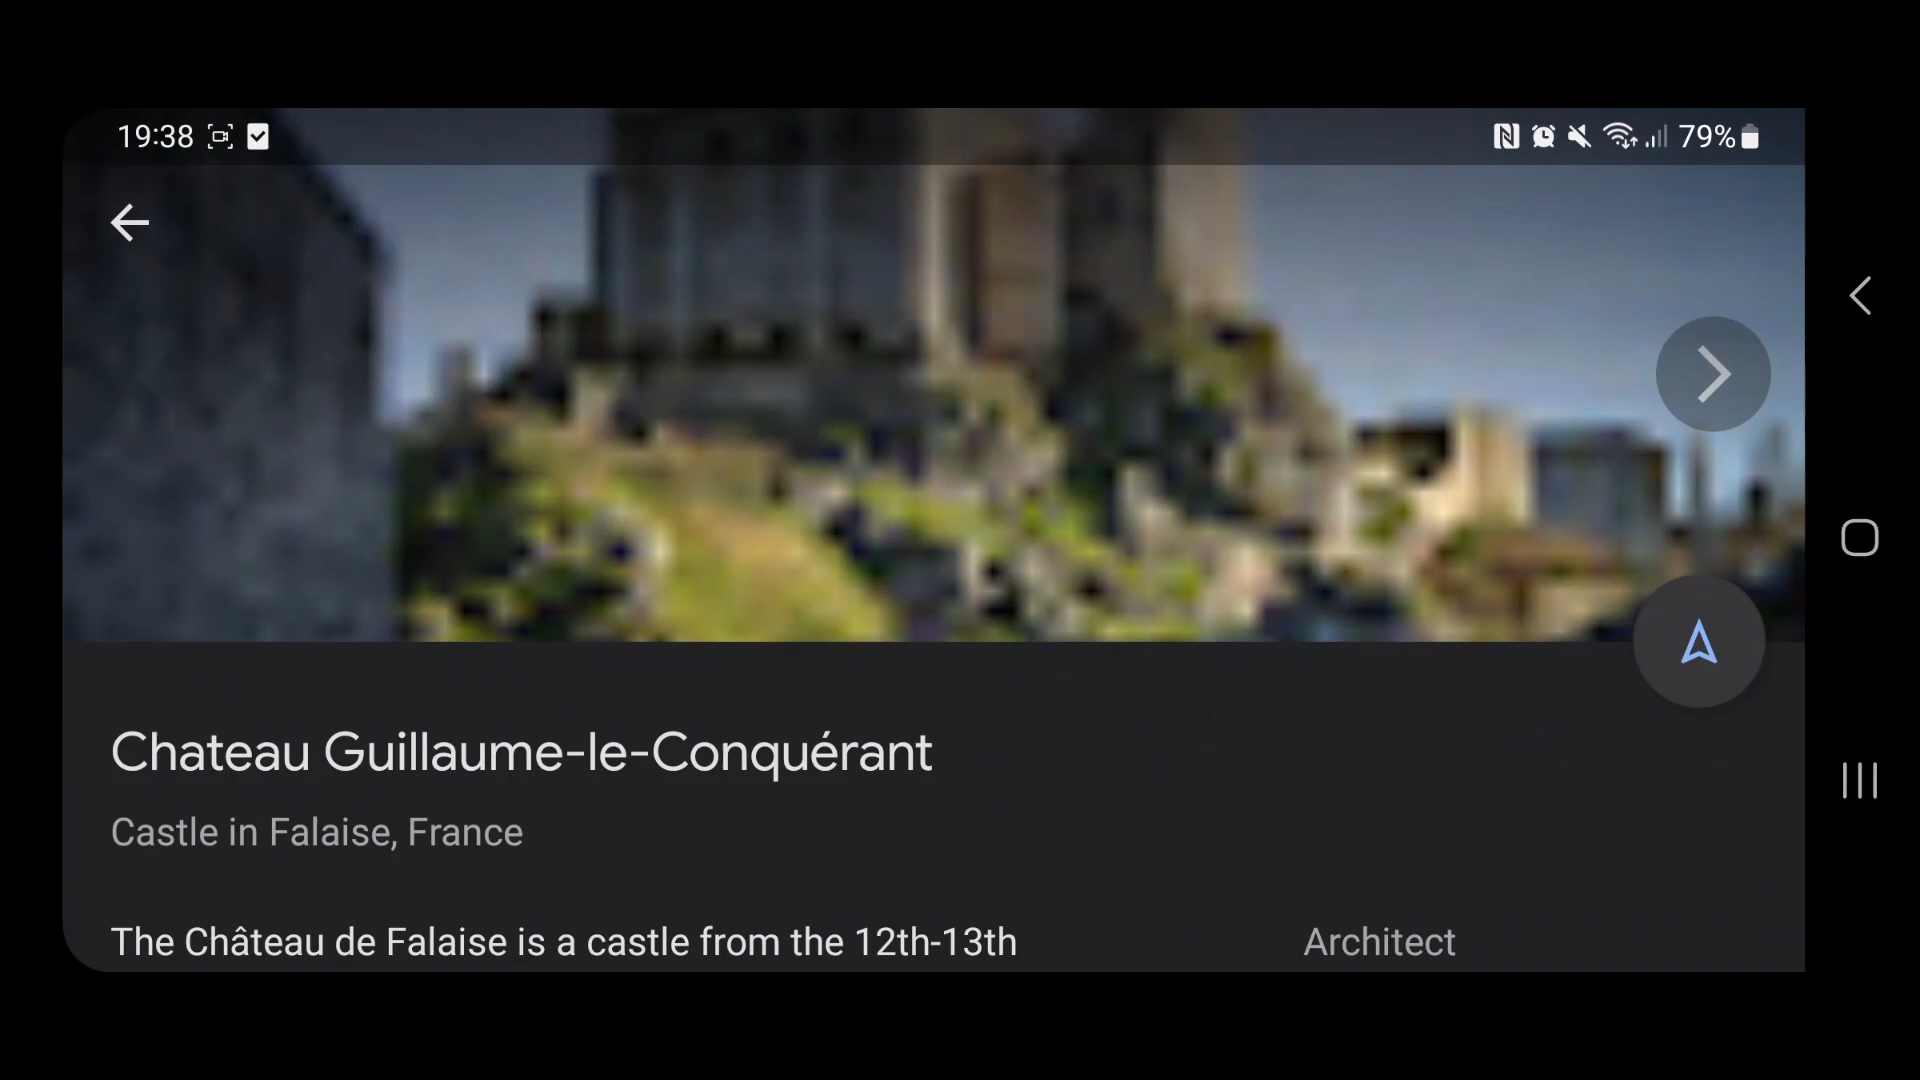 19:38
79%
Chateau Guillaume-le-Conquérant
Castle in Falaise, France
The Château de Falaise is a castle from the 12th-13th
Architect